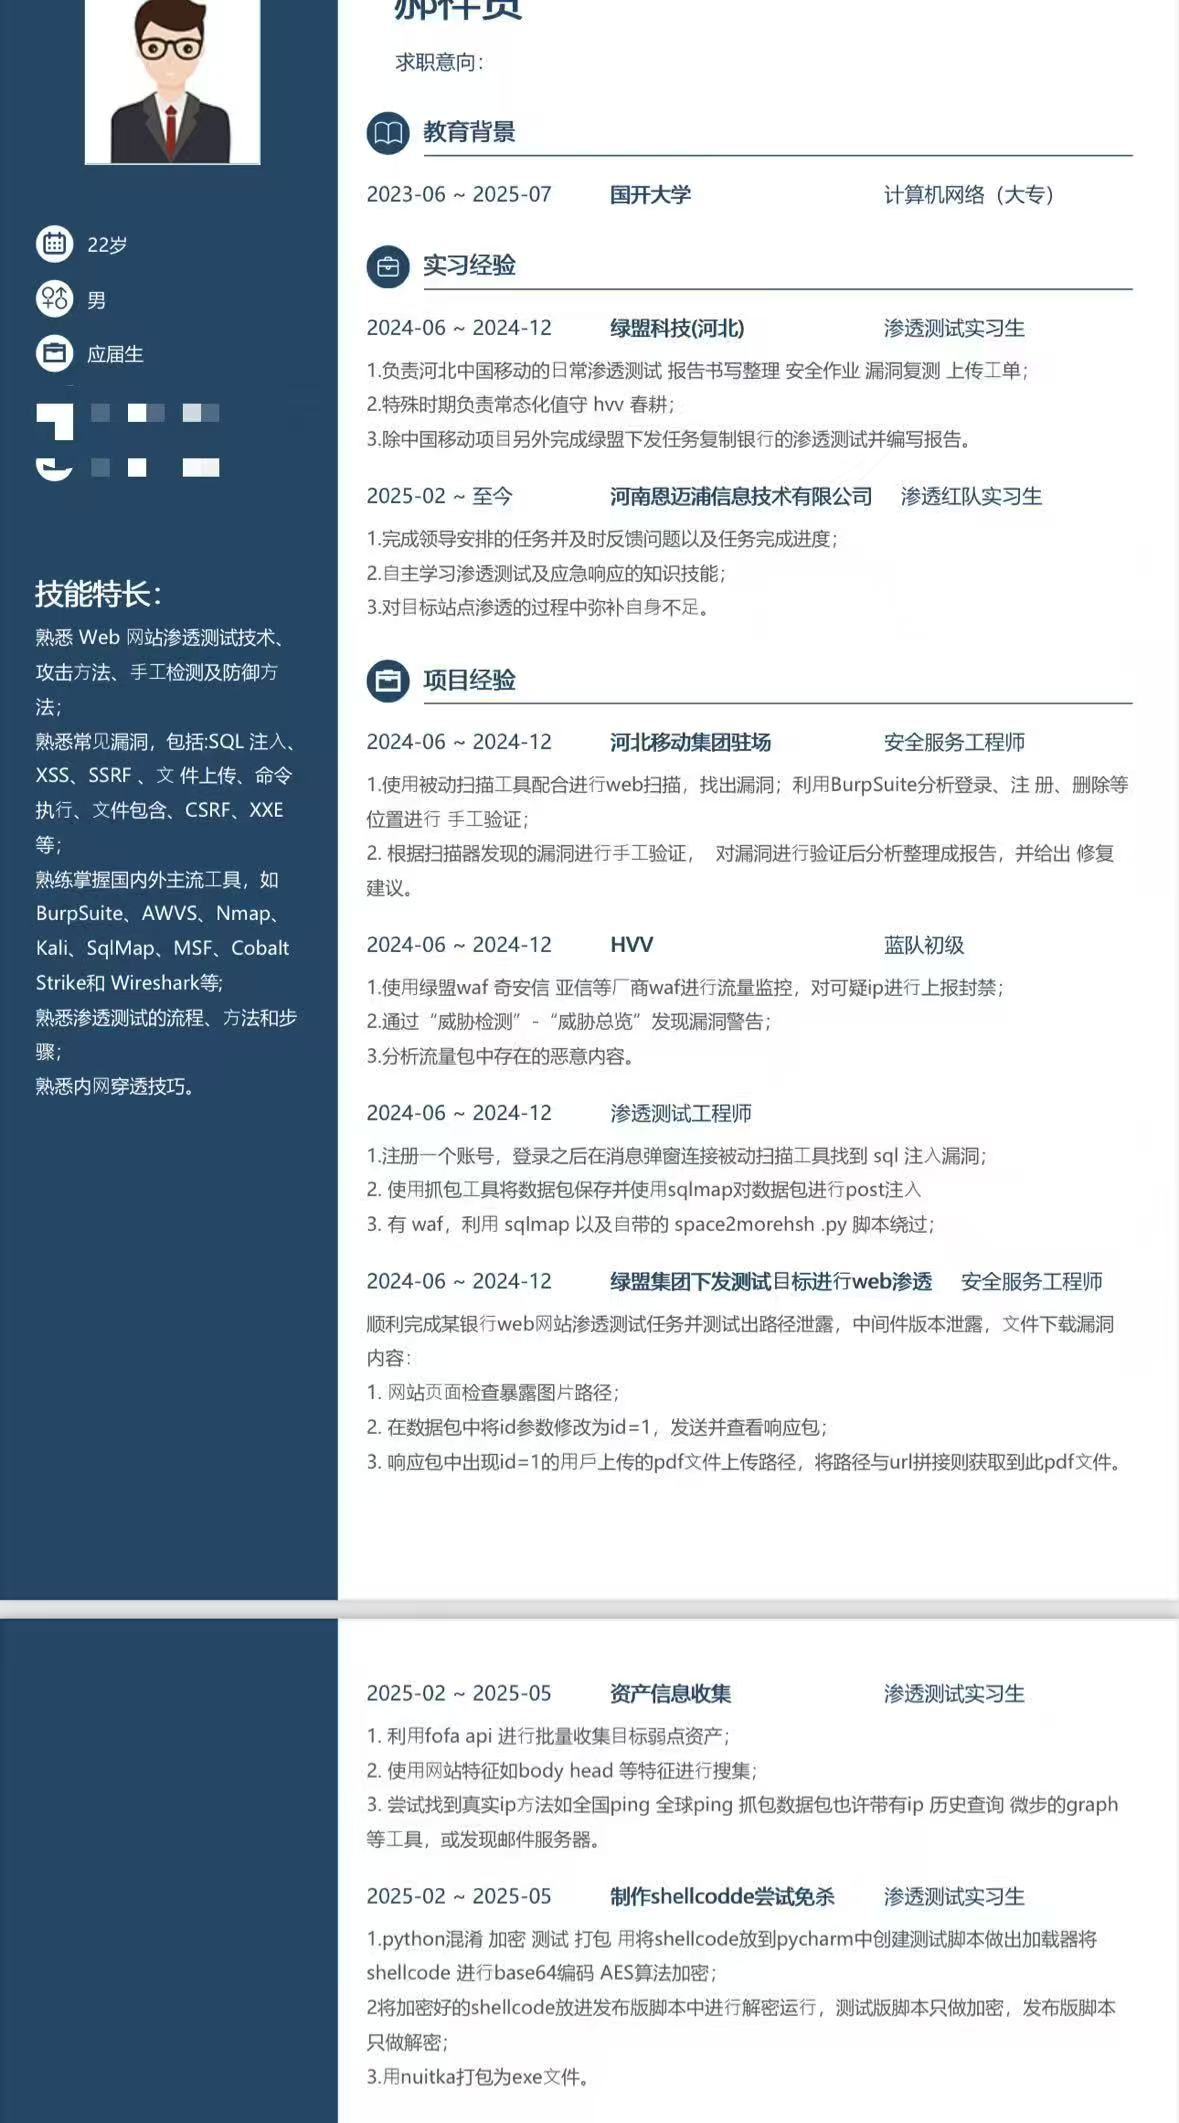 求职意向：
22岁
男
应届生
技能特长：
熟悉 Web 网站渗透测试技术、
攻击方法、手工检测及防御方
法；
熟悉常见漏洞，包括:SQL 注入、
XSS、SSRF 、文 件上传、命令
执行、文件包含、CSRF、XXE
等；
熟练掌握国内外主流工具，如
BurpSuite、AWVS、Nmap、
Kali、SqlMap、MSF、Cobalt
Strike和 Wireshark等;
熟悉渗透测试的流程、方法和步
骤；
熟悉内网穿透技巧。
教育背景
2023-06 ~ 2025-07 国开大学 计算机网络（大专）
实习经验
2024-06 ~ 2024-12 绿盟科技(河北) 渗透测试实习生
1.负责河北中国移动的日常渗透测试 报告书写整理 安全作业 漏洞复测 上传工单；
2.特殊时期负责常态化值守 hvv 春耕；
3.除中国移动项目另外完成绿盟下发任务复制银行的渗透测试并编写报告。
2025-02 ~ 至今 河南恩迈浦信息技术有限公司 渗透红队实习生
1.完成领导安排的任务并及时反馈问题以及任务完成进度；
2.自主学习渗透测试及应急响应的知识技能；
3.对目标站点渗透的过程中弥补自身不足。
项目经验
2024-06 ~ 2024-12 河北移动集团驻场 安全服务工程师
1.使用被动扫描工具配合进行web扫描，找出漏洞；利用BurpSuite分析登录、注 册、删除等
位置进行 手工验证；
2. 根据扫描器发现的漏洞进行手工验证， 对漏洞进行验证后分析整理成报告，并给出 修复
建议。
2024-06 ~ 2024-12 HVV 蓝队初级
1.使用绿盟waf 奇安信 亚信等厂商waf进行流量监控，对可疑ip进行上报封禁；
2.通过“威胁检测”-“威胁总览”发现漏洞警告；
3.分析流量包中存在的恶意内容。
2024-06 ~ 2024-12 渗透测试工程师
1.注册一个账号，登录之后在消息弹窗连接被动扫描工具找到 sql 注入漏洞；
2. 使用抓包工具将数据包保存并使用sqlmap对数据包进行post注入
3. 有 waf，利用 sqlmap 以及自带的 space2morehsh .py 脚本绕过；
2024-06 ~ 2024-12 绿盟集团下发测试目标进行web渗透 安全服务工程师
顺利完成某银行web网站渗透测试任务并测试出路径泄露，中间件版本泄露，文件下载漏洞
内容：
1. 网站页面检查暴露图片路径；
2. 在数据包中将id参数修改为id=1，发送并查看响应包；
3. 响应包中出现id=1的用戶上传的pdf文件上传路径，将路径与url拼接则获取到此pdf文件。
2025-02 ~ 2025-05 资产信息收集 渗透测试实习生
1. 利用fofa api 进行批量收集目标弱点资产；
2. 使用网站特征如body head 等特征进行搜集；
3. 尝试找到真实ip方法如全国ping 全球ping 抓包数据包也许带有ip 历史查询 微步的graph
等工具，或发现邮件服务器。
2025-02 ~ 2025-05 制作shellcodde尝试免杀 渗透测试实习生
1.python混淆 加密 测试 打包 用将shellcode放到pycharm中创建测试脚本做出加载器将
shellcode 进行base64编码 AES算法加密；
2将加密好的shellcode放进发布版脚本中进行解密运行，测试版脚本只做加密，发布版脚本
只做解密；
3.用nuitka打包为exe文件。